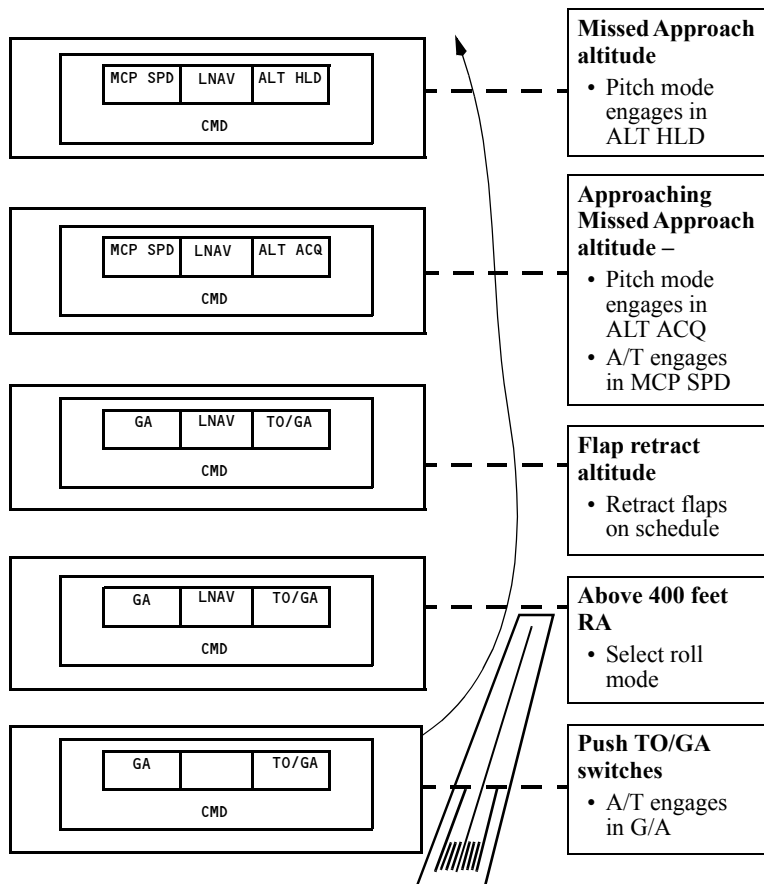 MCP SPD LNAV ALT HLD
CMD
Missed Approach
altitude
• Pitch mode
engages in
ALT HLD
MCP SPD LNAV ALT ACQ
CMD
Approaching
Missed Approach
altitude –
• Pitch mode
engages in
ALT ACQ
• A/T engages
in MCP SPD
GA LNAV TO/GA
CMD
Flap retract
altitude
• Retract flaps
on schedule
GA LNAV TO/GA
CMD
Above 400 feet
RA
• Select roll
mode
GA TO/GA
CMD
Push TO/GA
switches
• A/T engages
in G/A